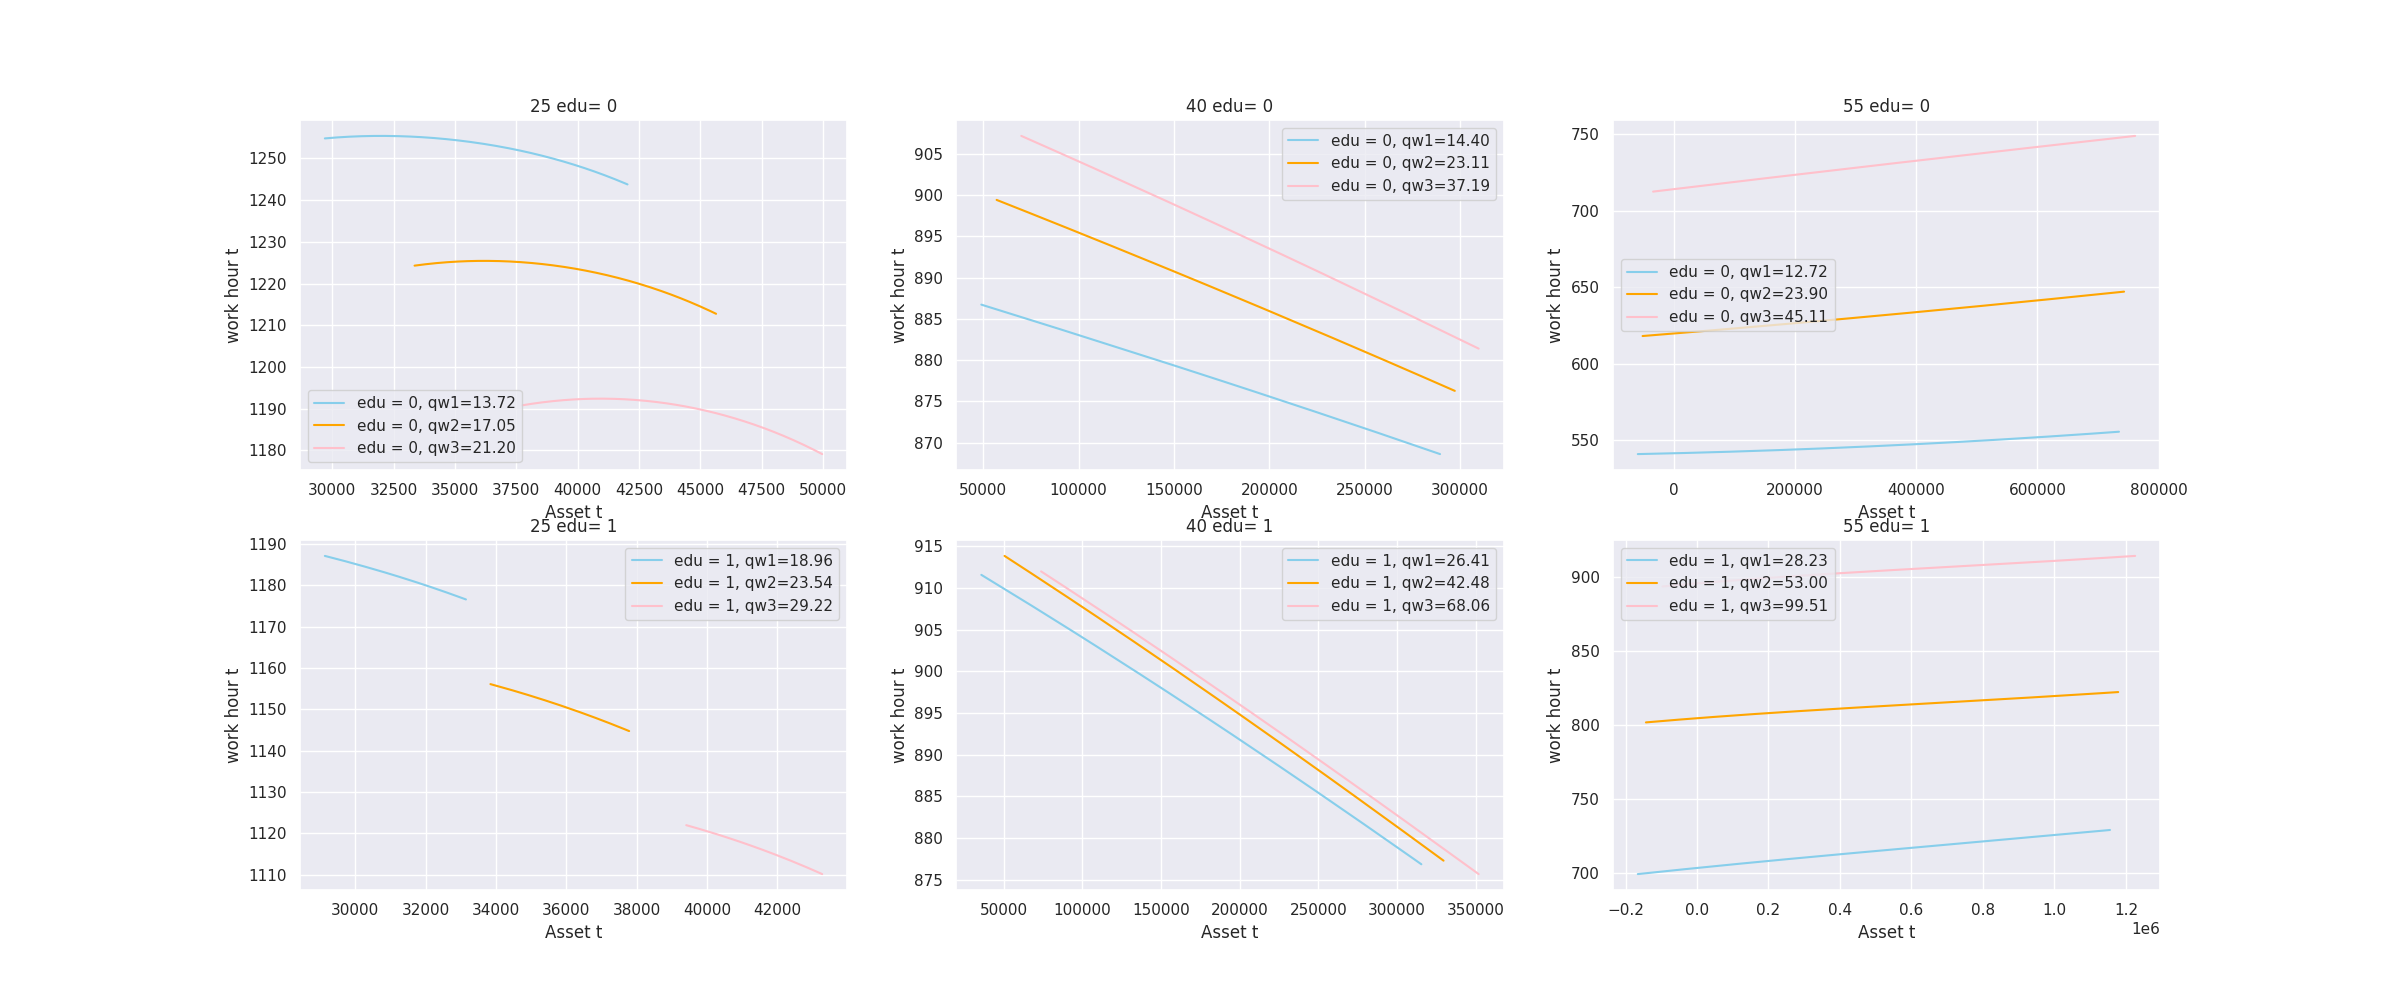 25 edu= 0
work hour t
1250
1240
1230
1220
1210
1200
1190
1180
edu = 0, qw1=13.72
edu = 0, qw2=17.05
edu = 0, qw3=21.20
30000 32500 35000 37500 40000 42500 45000 47500 50000
Asset t
40 edu= 0
work hour t
905
900
895
890
885
880
875
870
edu = 0, qw1=14.40
edu = 0, qw2=23.11
edu = 0, qw3=37.19
50000 100000 150000 200000 250000 300000
Asset t
55 edu= 0
work hour t
750
700
650
600
550
edu = 0, qw1=12.72
edu = 0, qw2=23.90
edu = 0, qw3=45.11
0 200000 400000 600000 800000
Asset t
25 edu= 1
work hour t
1190
1180
1170
1160
1150
1140
1130
1120
1110
edu = 1, qw1=18.96
edu = 1, qw2=23.54
edu = 1, qw3=29.22
30000 32000 34000 36000 38000 40000 42000
Asset t
40 edu= 1
work hour t
915
910
905
900
895
890
885
880
875
edu = 1, qw1=26.41
edu = 1, qw2=42.48
edu = 1, qw3=68.06
50000 100000 150000 200000 250000 300000 350000
Asset t
55 edu= 1
work hour t
900
850
800
750
700
edu = 1, qw1=28.23
edu = 1, qw2=53.00
edu = 1, qw3=99.51
−0.2 0.0 0.2 0.4 0.6 0.8 1.0 1.2
1e6
Asset t